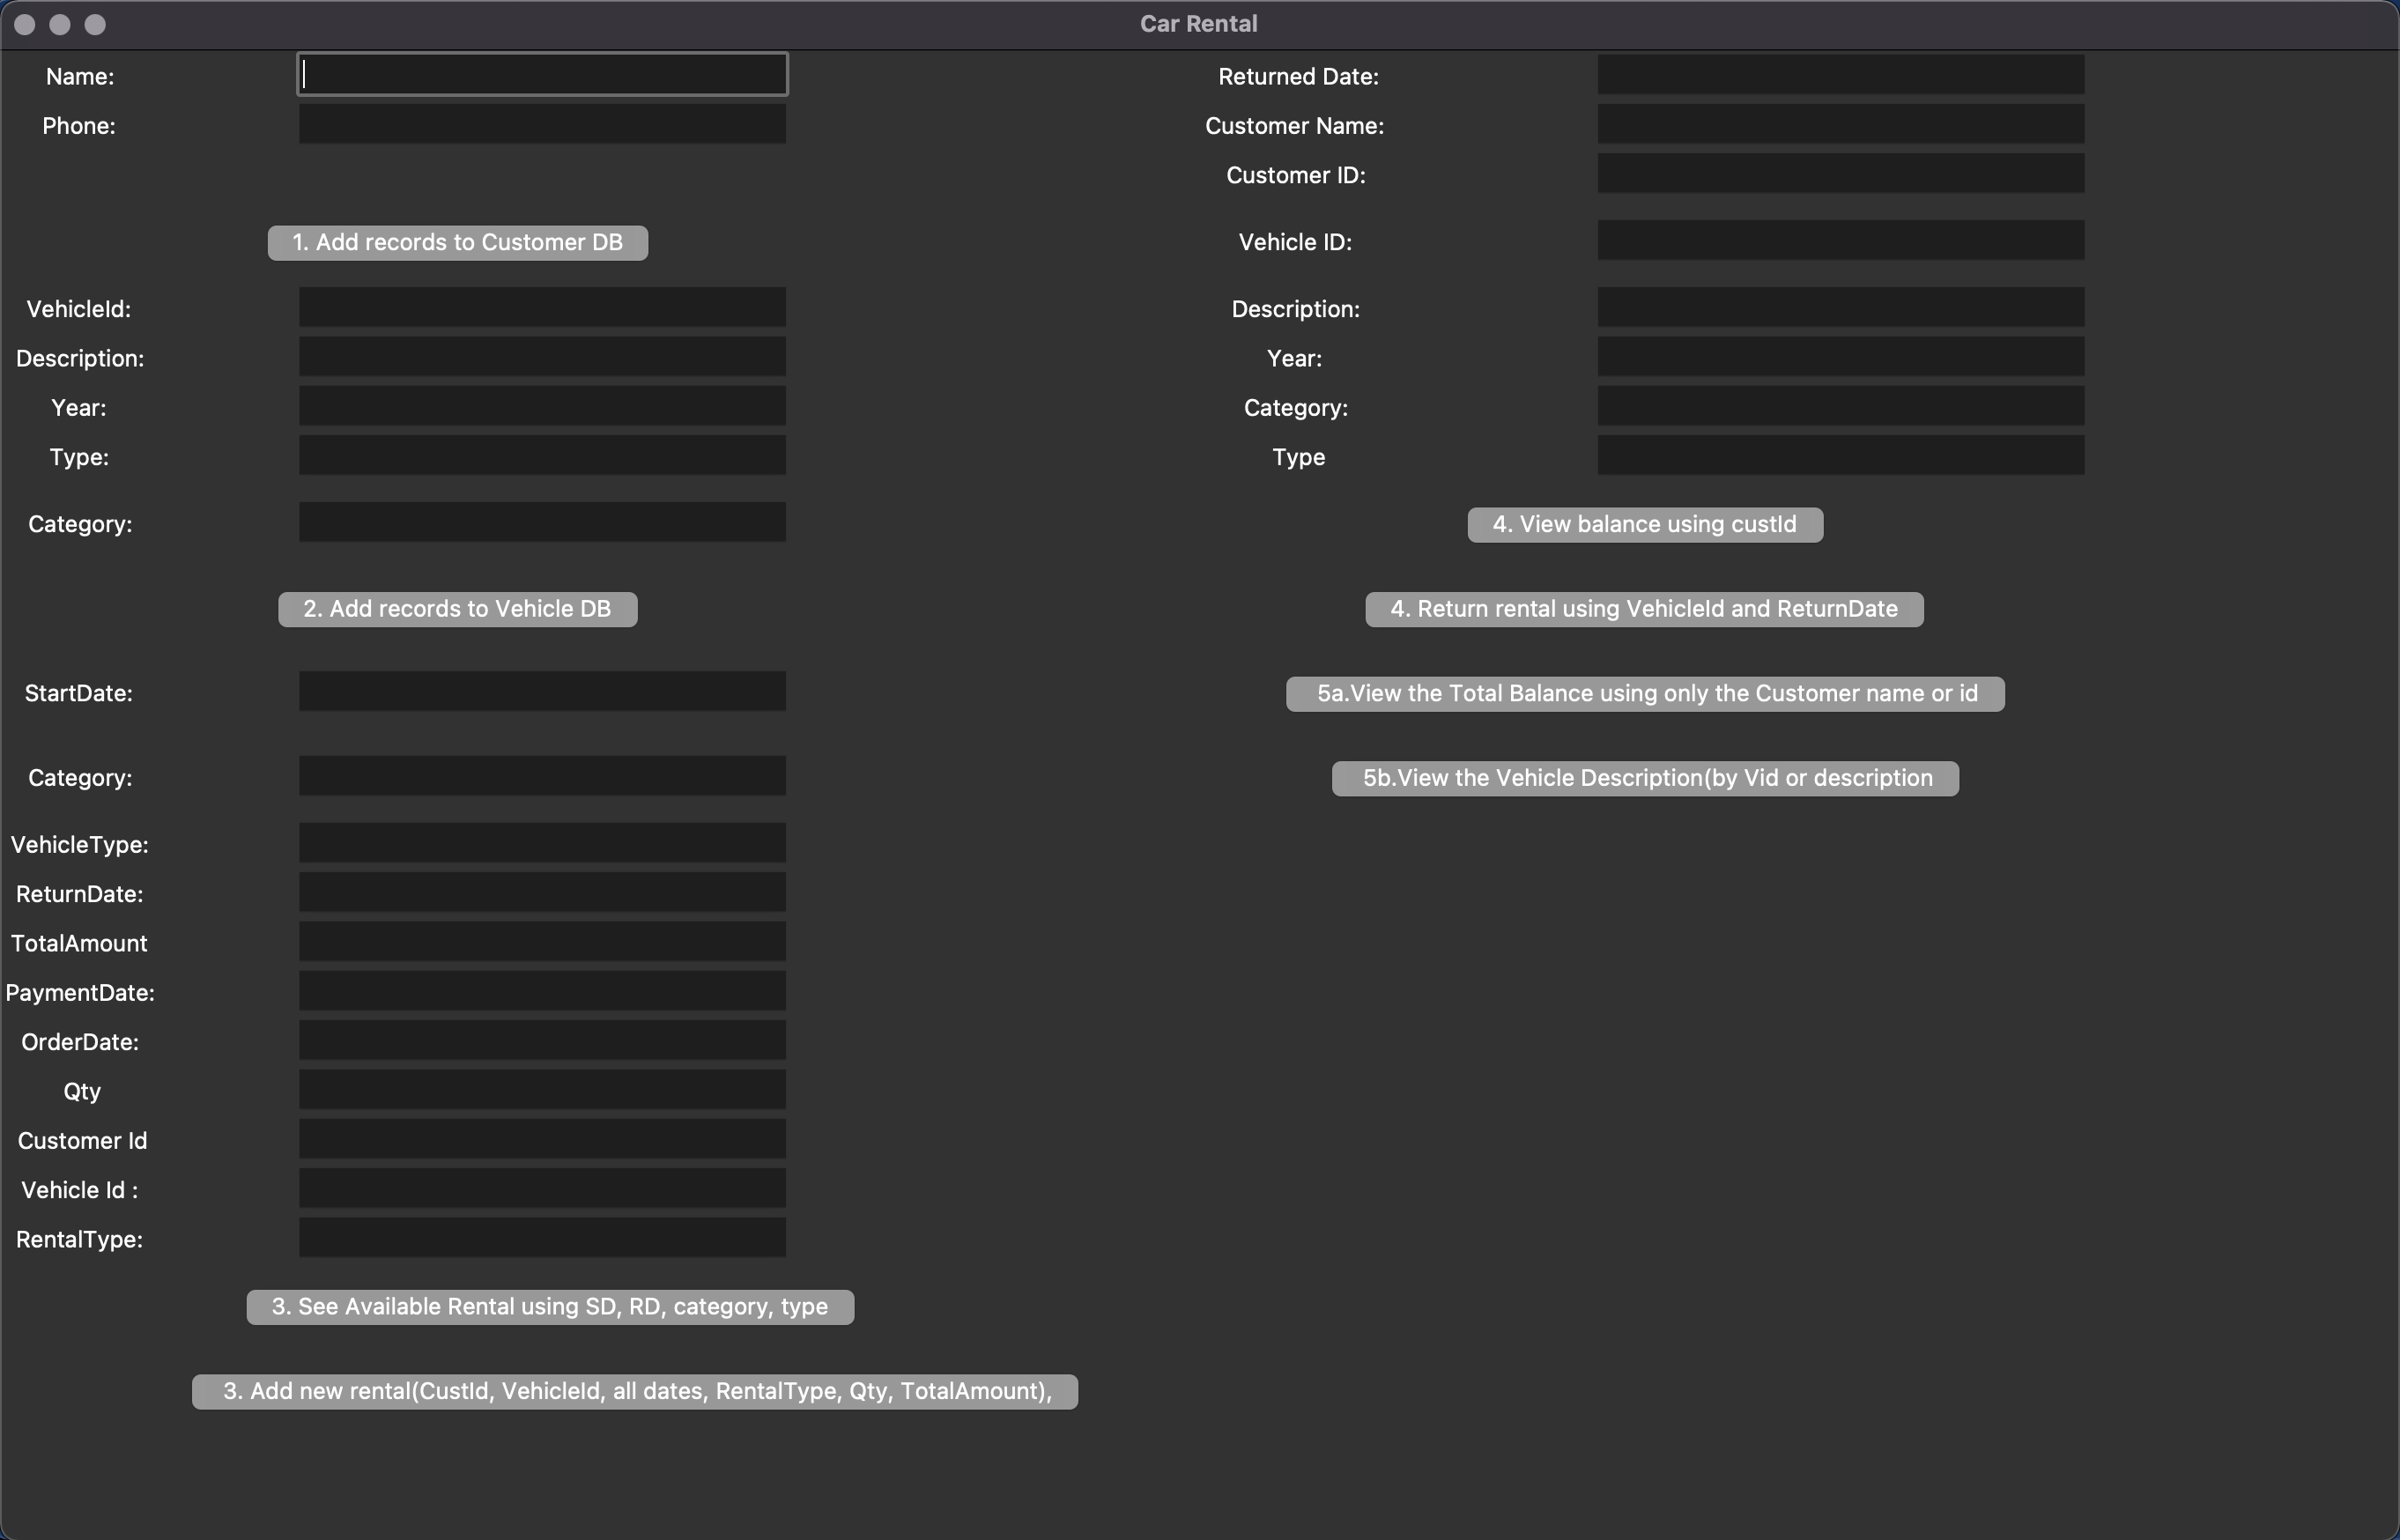 Car Rental
Name:
Phone:
1. Add records to Customer DB
VehicleId:
Description:
Year:
Type:
Category:
2. Add records to Vehicle DB
StartDate:
Category:
VehicleType:
ReturnDate:
TotalAmount
PaymentDate:
OrderDate:
Qty
Customer Id
Vehicle Id :
RentalType:
3. See Available Rental using SD, RD, category, type
3. Add new rental(CustId, VehicleId, all dates, RentalType, Qty, TotalAmount),
Returned Date:
Customer Name:
Customer ID:
Vehicle ID:
Description:
Year:
Category:
Type
4. View balance using custId
4. Return rental using VehicleId and ReturnDate
5a.View the Total Balance using only the Customer name or id
5b.View the Vehicle Description(by Vid or description